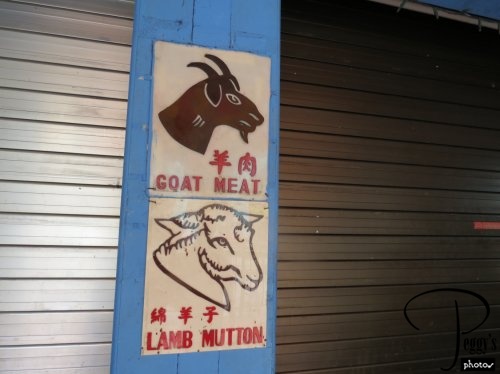 羊肉
GOAT MEAT
綿羊子
LAMB MUTTON
Peggy's
photos